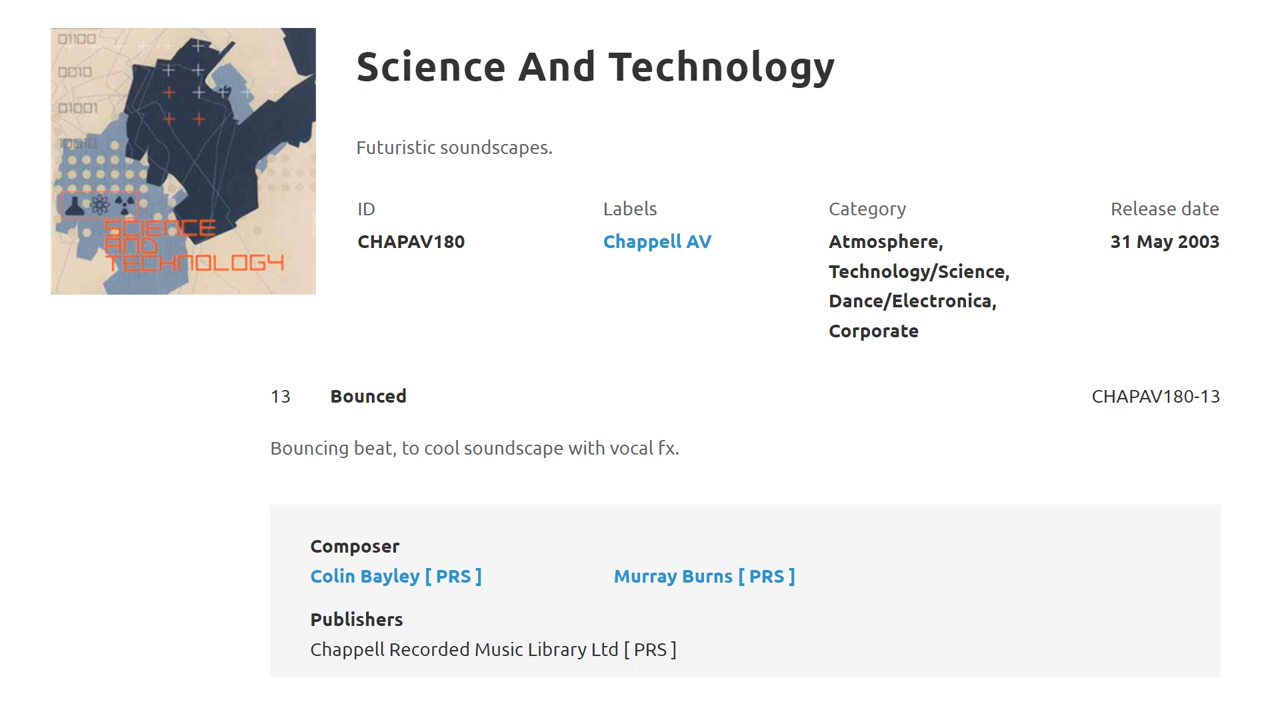 01100
0010
01001
10010
SCIENCE
AND
TECHNOLOGY
Science And Technology
Futuristic soundscapes.
ID
CHAPAV180
Labels
Chappell AV
Category
Atmosphere,
Technology/Science,
Dance/Electronica,
Corporate
Release date
31 May 2003
13 Bounced CHAPAV180-13
Bouncing beat, to cool soundscape with vocal fx.
Composer
Colin Bayley [ PRS ] Murray Burns [ PRS ]
Publishers
Chappell Recorded Music Library Ltd [ PRS ]